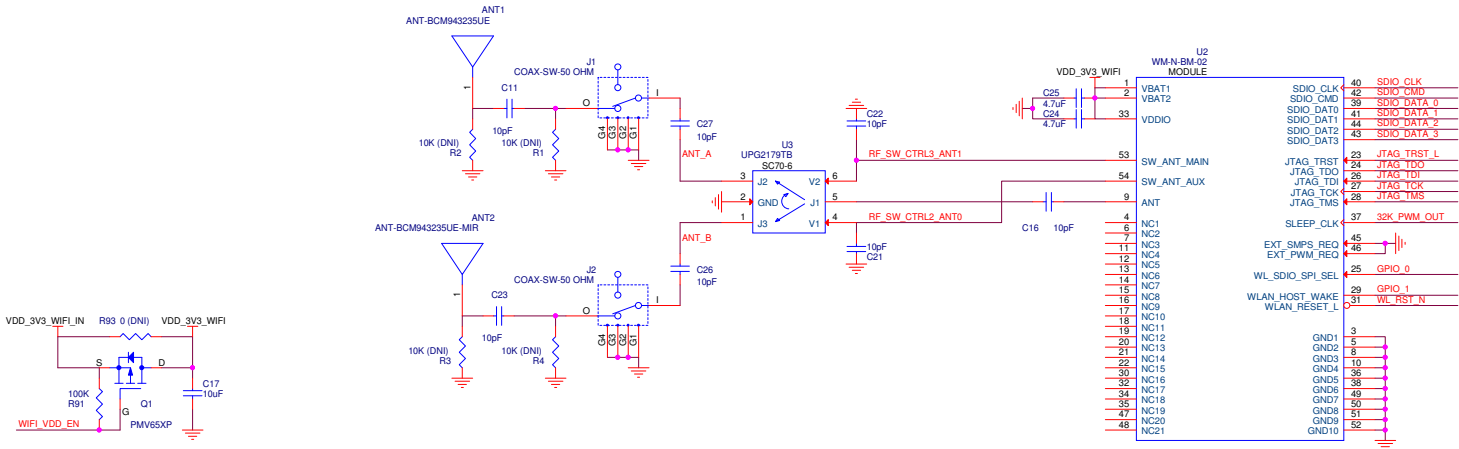 ANT1
ANT-BCM943235UE
1
C11
10pF
10K (DNI)
R2
10K (DNI)
R1
J1
COAX-SW-50 OHM
O
I
G4
G3
G2
G1
C27
10pF
ANT_A
ANT2
ANT-BCM943235UE-MIR
1
C23
10pF
10K (DNI)
R3
10K (DNI)
R4
J2
COAX-SW-50 OHM
O
I
G4
G3
G2
G1
C26
10pF
ANT_B
U3
UPG2179TB
SC70-6
3 J2 V2 6
2 GND J1 5
1 J3 V1 4
C22
10pF
10pF
C21
RF_SW_CTRL3_ANT1
RF_SW_CTRL2_ANT0
C16 10pF
VDD_3V3_WIFI
C25
4.7uF
C24
4.7uF
U2
WM-N-BM-02
MODULE
1 VBAT1
2 VBAT2
33 VDDIO
53 SW_ANT_MAIN
54 SW_ANT_AUX
9 ANT
4 NC1
6 NC2
7 NC3
11 NC4
12 NC5
13 NC6
14 NC7
15 NC8
16 NC9
17 NC10
18 NC11
19 NC12
20 NC13
21 NC14
22 NC15
30 NC16
32 NC17
34 NC18
35 NC19
47 NC20
48 NC21
SDIO_CLK 40 SDIO_CLK
SDIO_CMD 42 SDIO_CMD
SDIO_DAT0 39 SDIO_DATA_0
SDIO_DAT1 41 SDIO_DATA_1
SDIO_DAT2 44 SDIO_DATA_2
SDIO_DAT3 43 SDIO_DATA_3
JTAG_TRST 23 JTAG_TRST_L
JTAG_TDO 24 JTAG_TDO
JTAG_TDI 26 JTAG_TDI
JTAG_TCK 27 JTAG_TCK
JTAG_TMS 28 JTAG_TMS
SLEEP_CLK 37 32K_PWM_OUT
EXT_SMPS_REQ 45
EXT_PWM_REQ 46
WL_SDIO_SPI_SEL 25 GPIO_0
WLAN_HOST_WAKE 29 GPIO_1
WLAN_RESET_L 31 WL_RST_N
GND1 3
GND2 5
GND3 8
GND4 10
GND5 36
GND6 38
GND7 49
GND8 50
GND9 51
GND10 52
VDD_3V3_WIFI_IN
R93 0 (DNI)
VDD_3V3_WIFI
S
D
G
100K
R91
Q1
PMV65XP
C17
10uF
WIFI_VDD_EN